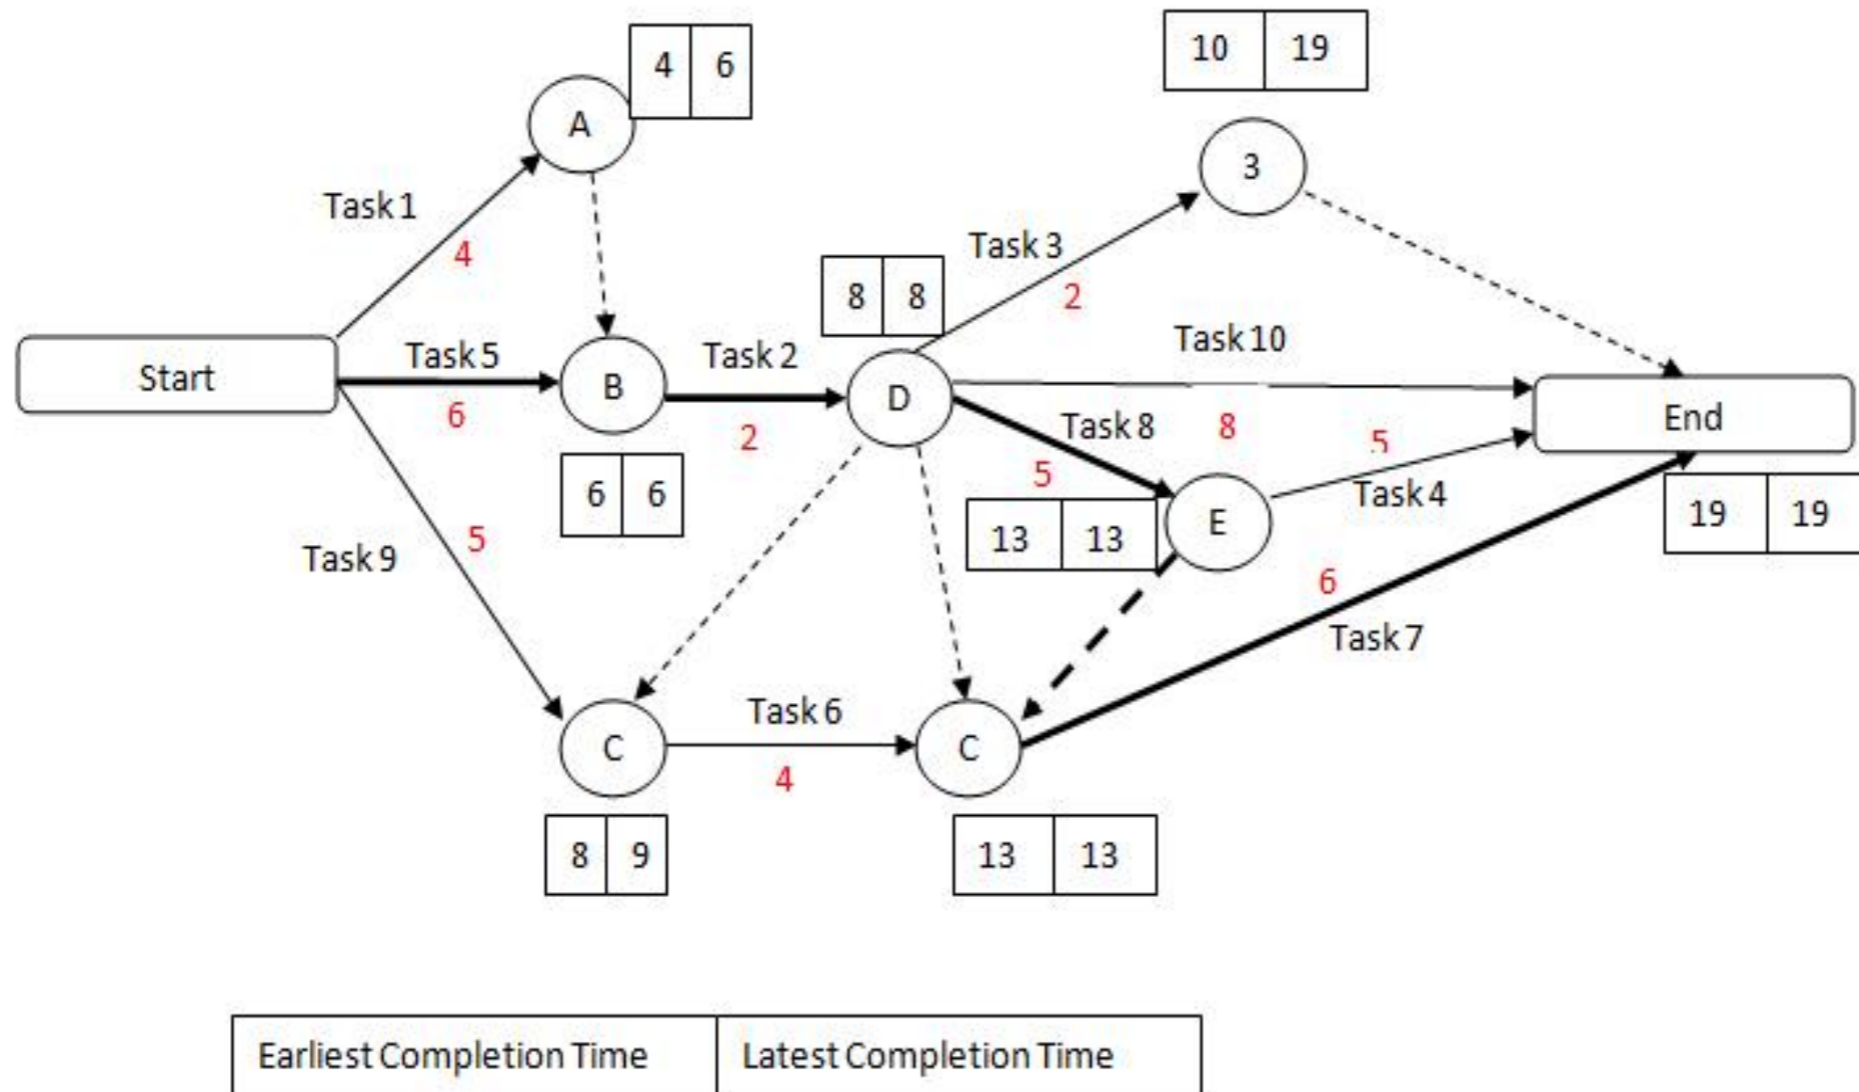 10 19
4 6
A
3
Task 1
4
Task 3
2
8 8
Task 10
Start
Task 5
6
B
Task 2
2
D
End
Task 8
5
8
5
Task 4
6 6
13 13
E
19 19
Task 9
5
6
Task 7
C
Task 6
4
C
8 9
13 13
Earliest Completion Time Latest Completion Time